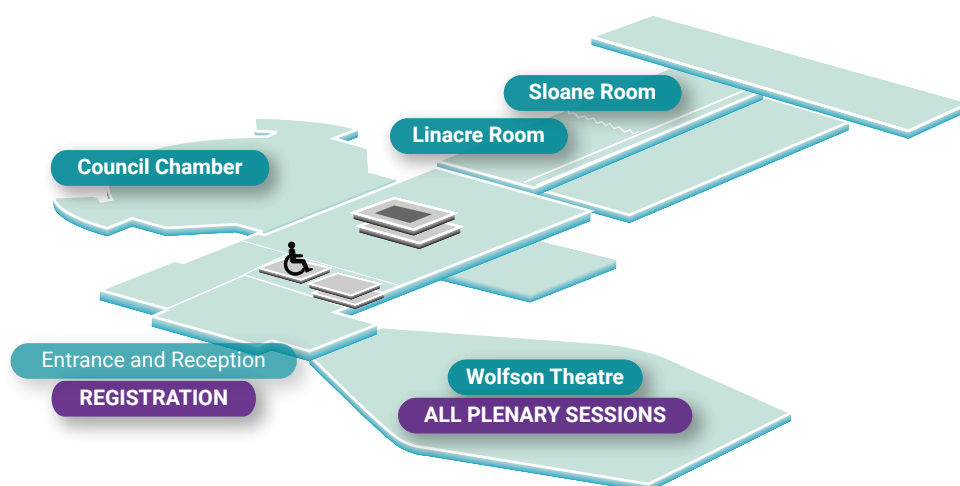 Sloane Room
Linacre Room
Council Chamber
Entrance and Reception
REGISTRATION
Wolfson Theatre
ALL PLENARY SESSIONS